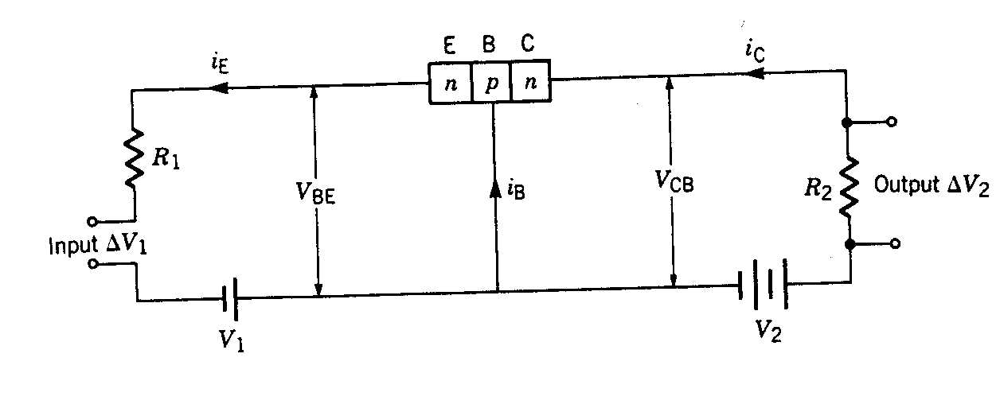 E B C
iE
iC
n p n
R1
VBE
iB
VCB
R2
Output ΔV2
Input ΔV1
V1
V2